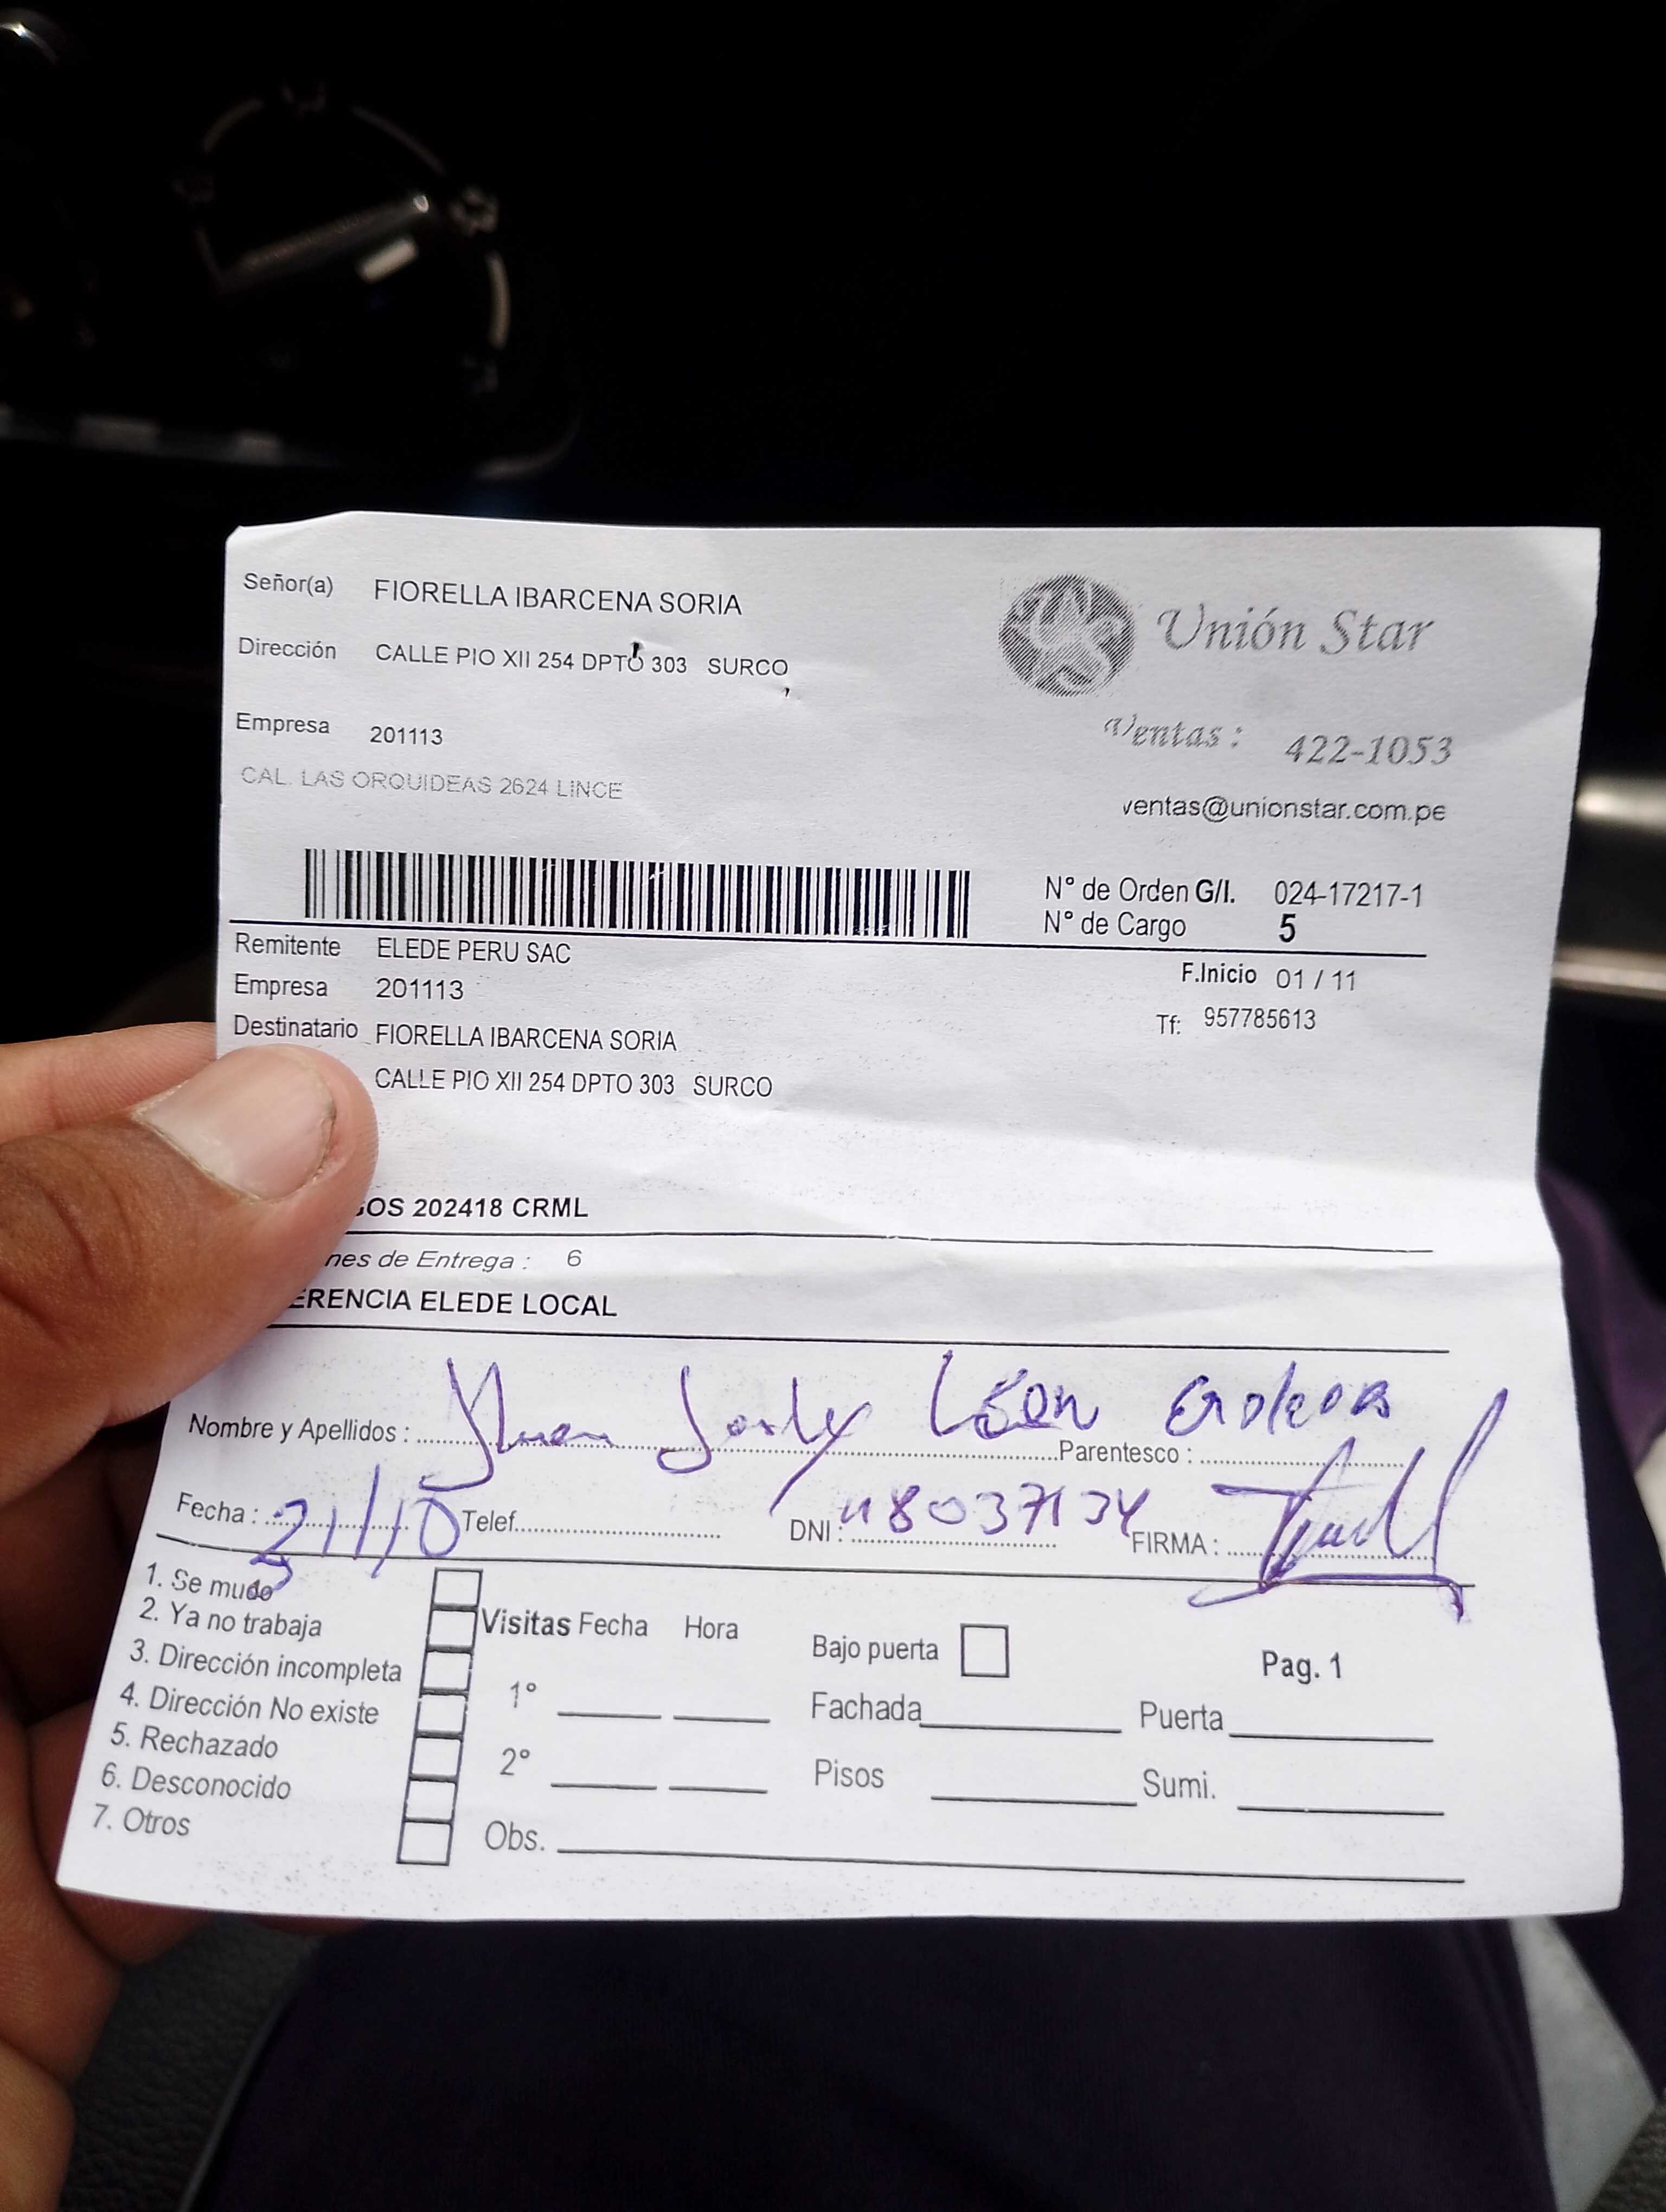 Señor(a) FIORELLA IBARCENA SORIA
Dirección CALLE PIO XII 254 DPTO 303 SURCO
Unión Star
Empresa 201113
Ventas: 422-1053
CAL. LAS ORQUIDEAS 2624 LINCE
ventas@unionstar.com.pe
N° de Orden G/I. 024-17217-1
N° de Cargo 5
Remitente ELEDE PERU SAC
F.Inicio 01 / 11
Empresa 201113
Tf: 957785613
Destinatario FIORELLA IBARCENA SORIA
CALLE PIO XII 254 DPTO 303 SURCO
GOS 202418 CRML
nes de Entrega : 6
ERENCIA ELEDE LOCAL
Nombre y Apellidos : León Parentesco :
Fecha : Telef. DNI : FIRMA :
1. Se mudo
2. Ya no trabaja
3. Dirección incompleta
4. Dirección No existe
5. Rechazado
6. Desconocido
7. Otros
Visitas Fecha Hora
1°
2°
Obs.
Bajo puerta
Pag. 1
Fachada Puerta
Pisos Sumi.